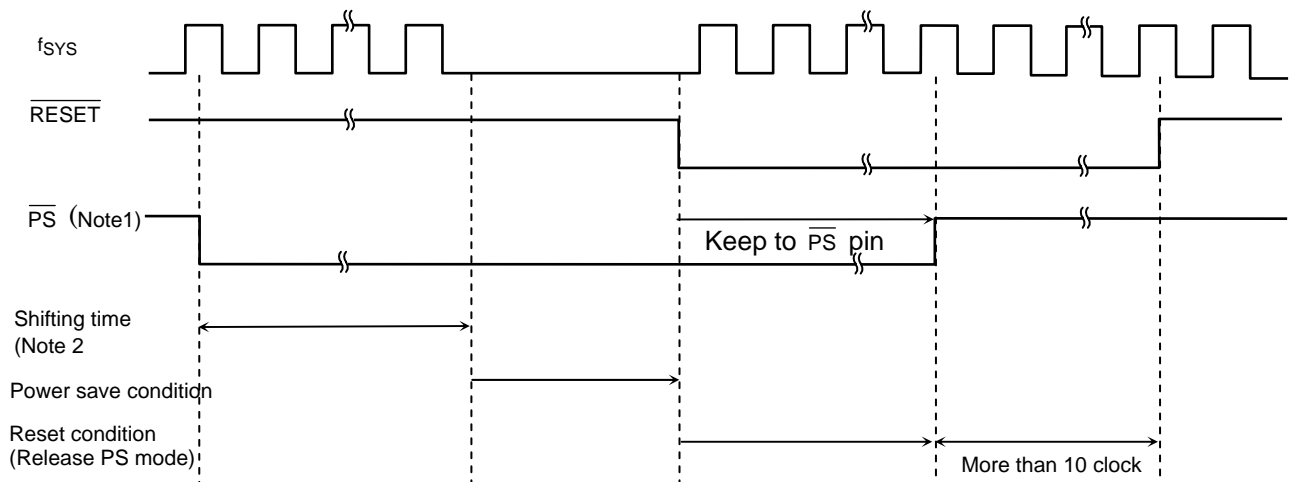 fSYS
RESET
PS (Note1)
Keep to PS pin
Shifting time
(Note 2
Power save condition
Reset condition
(Release PS mode)
More than 10 clock